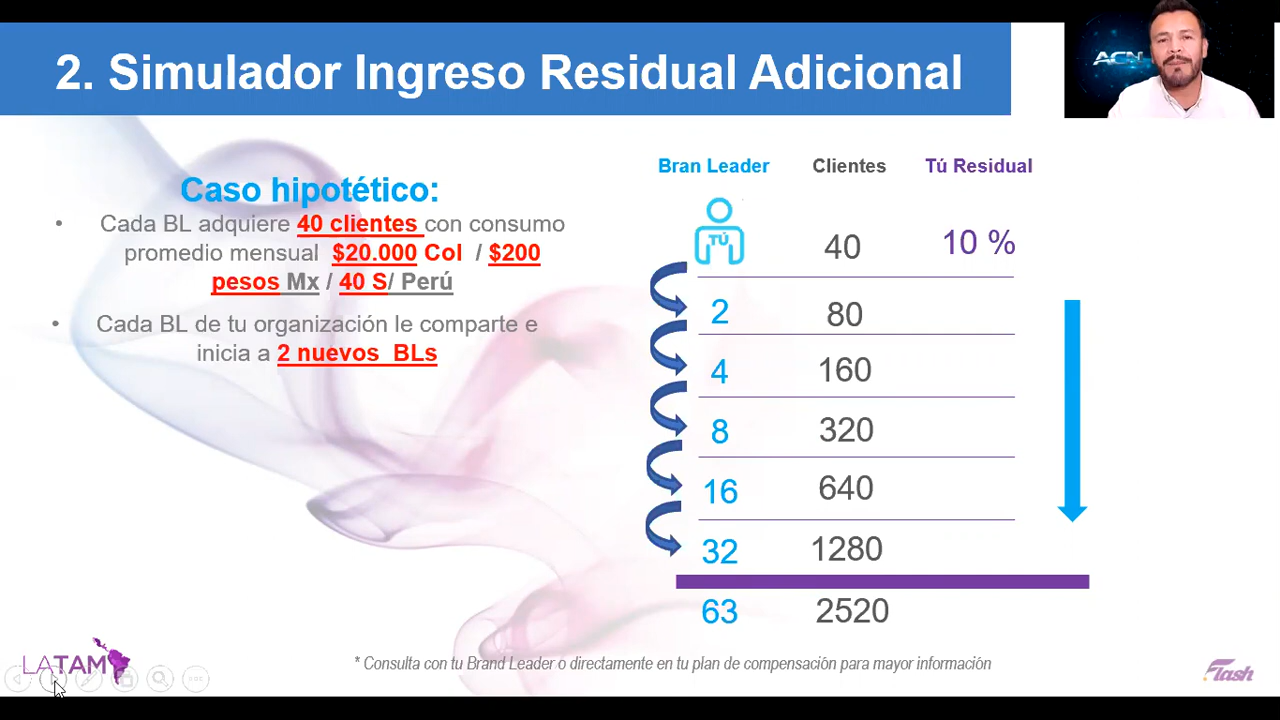 2. Simulador Ingreso Residual Adicional
ACN
Caso hipotético:
• Cada BL adquiere 40 clientes con consumo
promedio mensual $20.000 Col / $200
pesos Mx / 40 S/ Perú
• Cada BL de tu organización le comparte e
inicia a 2 nuevos BLs
Bran Leader Clientes Tú Residual
TÚ 40 10 %
2 80
4 160
8 320
16 640
32 1280
63 2520
* Consulta con tu Brand Leader o directamente en tu plan de compensación para mayor información
LATAM
Flash